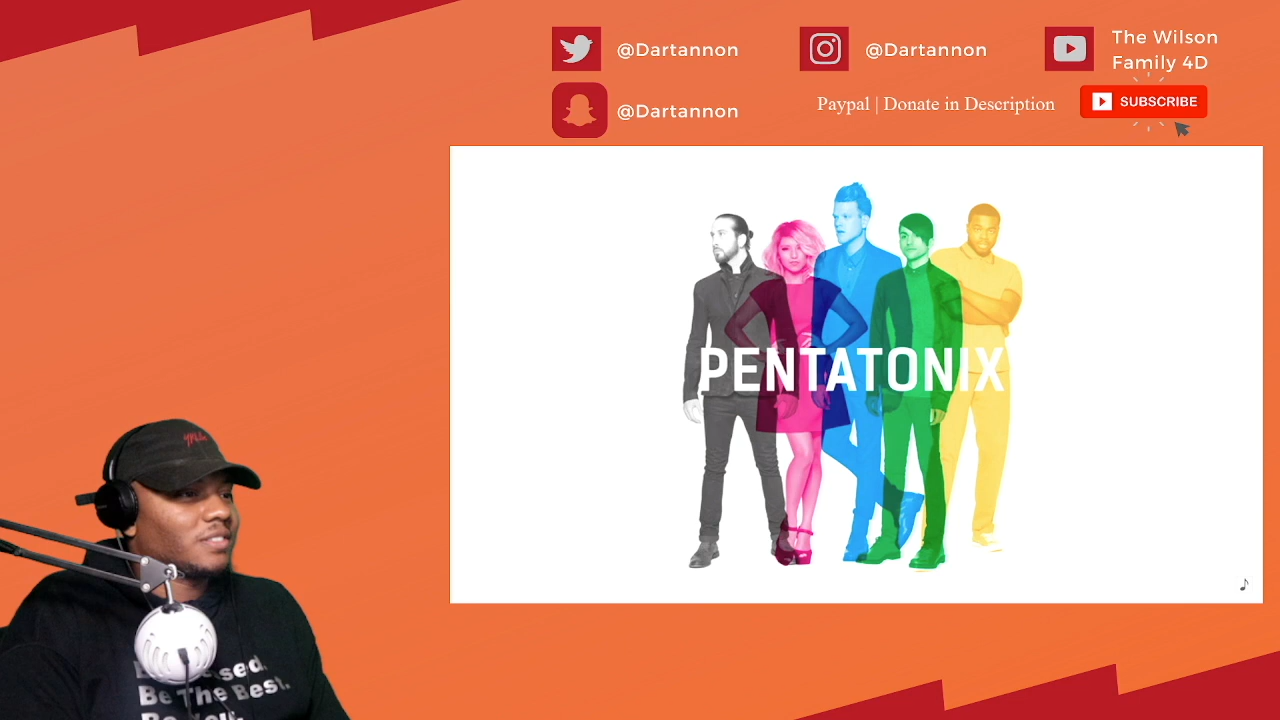 @Dartannon
@Dartannon
The Wilson
Family 4D
@Dartannon
Paypal | Donate in Description
SUBSCRIBE
PENTATONIX
Be The Best.